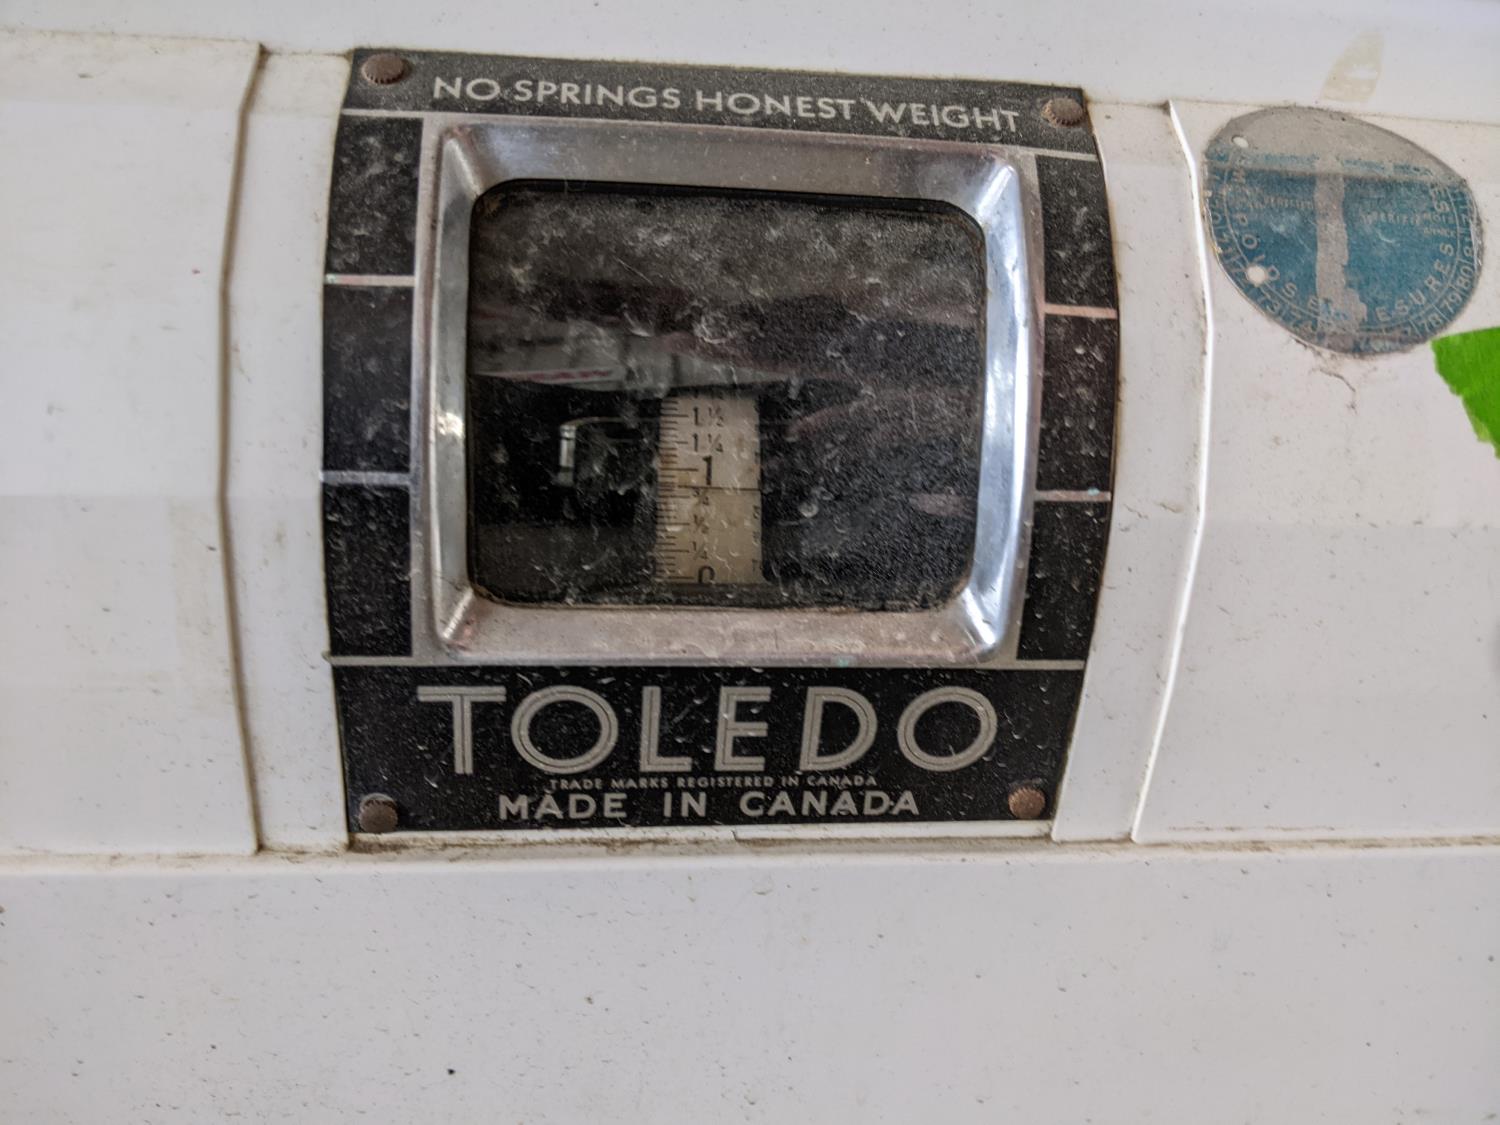 NO SPRINGS HONEST WEIGHT
1½
1¼
1
¾
½
¼
0
TOLEDO
TRADE MARKS REGISTERED IN CANADA
MADE IN CANADA